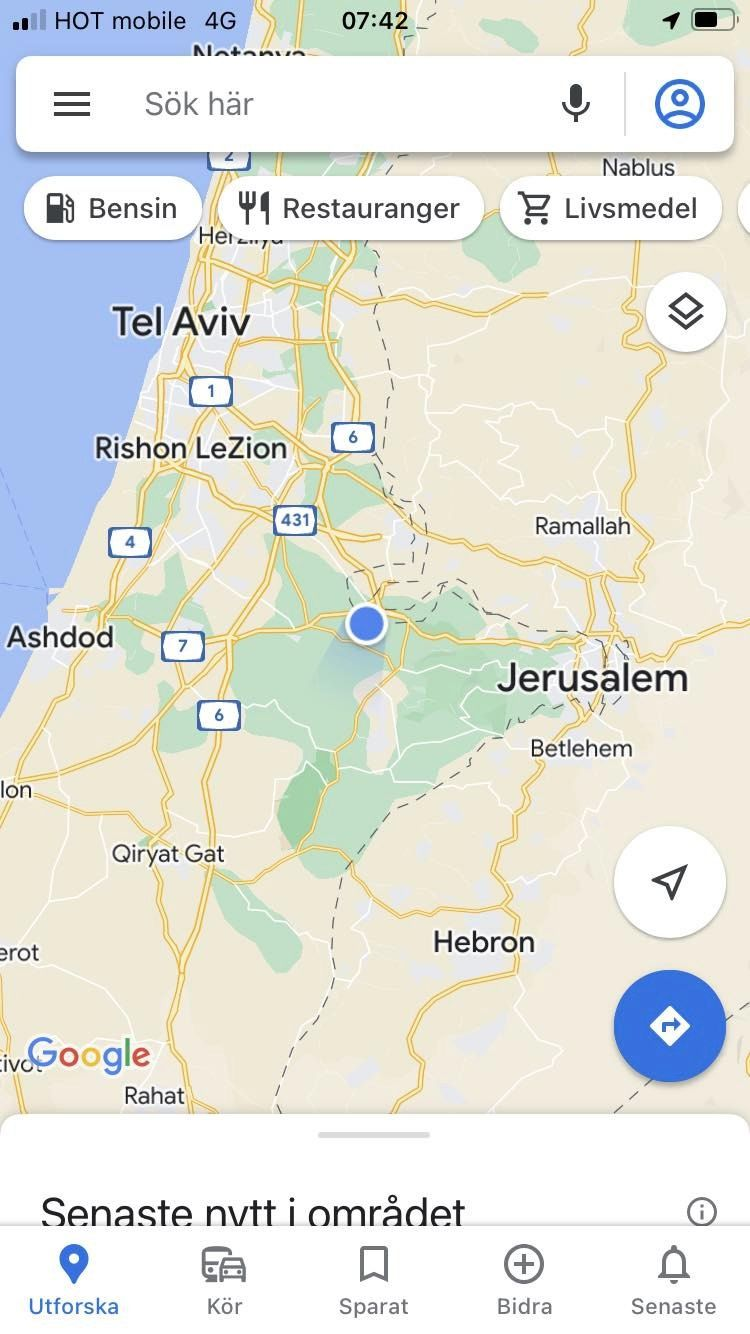 HOT mobile 4G 07:42
Netanya
Sök här
2
Nablus
Bensin
Restauranger
Livsmedel
Herzliya
Tel Aviv
1
6
Rishon LeZion
431
Ramallah
4
Ashdod
7
Jerusalem
6
Betlehem
lon
Qiryat Gat
Hebron
erot
Google
tivot
Rahat
Senaste nytt i området
Utforska
Kör
Sparat
Bidra
Senaste